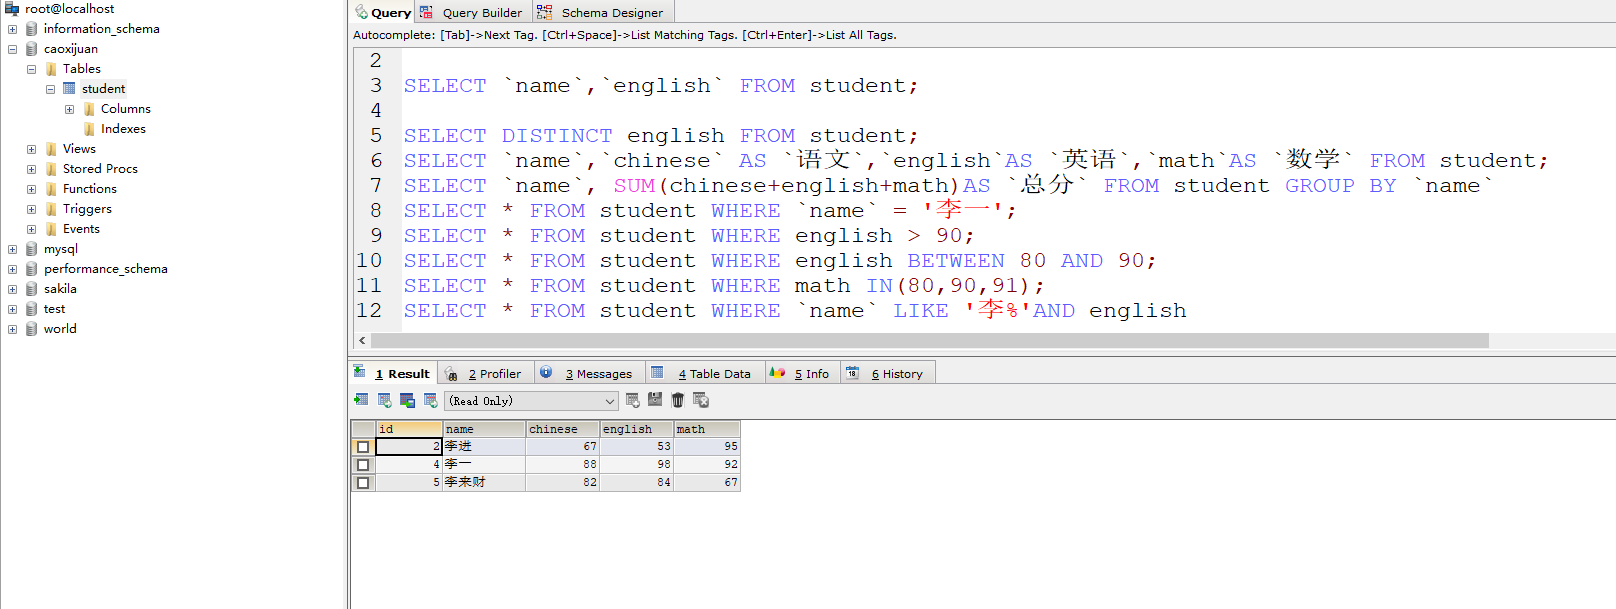 root@localhost
information_schema
caoxijuan
Tables
student
Columns
Indexes
Views
Stored Procs
Functions
Triggers
Events
mysql
performance_schema
sakila
test
world
Query Query Builder Schema Designer
Autocomplete: [Tab]->Next Tag. [Ctrl+Space]->List Matching Tags. [Ctrl+Enter]->List All Tags.
2
3 SELECT `name`,`english` FROM student;
4
5 SELECT DISTINCT english FROM student;
6 SELECT `name`,`chinese` AS `语文`,`english`AS `英语`,`math`AS `数学` FROM student;
7 SELECT `name`, SUM(chinese+english+math)AS `总分` FROM student GROUP BY `name`
8 SELECT * FROM student WHERE `name` = '李一';
9 SELECT * FROM student WHERE english > 90;
10 SELECT * FROM student WHERE english BETWEEN 80 AND 90;
11 SELECT * FROM student WHERE math IN(80,90,91);
12 SELECT * FROM student WHERE `name` LIKE '李%'AND english
1 Result 2 Profiler 3 Messages 4 Table Data 5 Info 18 6 History
(Read Only)
id name chinese english math
2 李进 67 53 95
4 李一 88 98 92
5 李来财 82 84 67